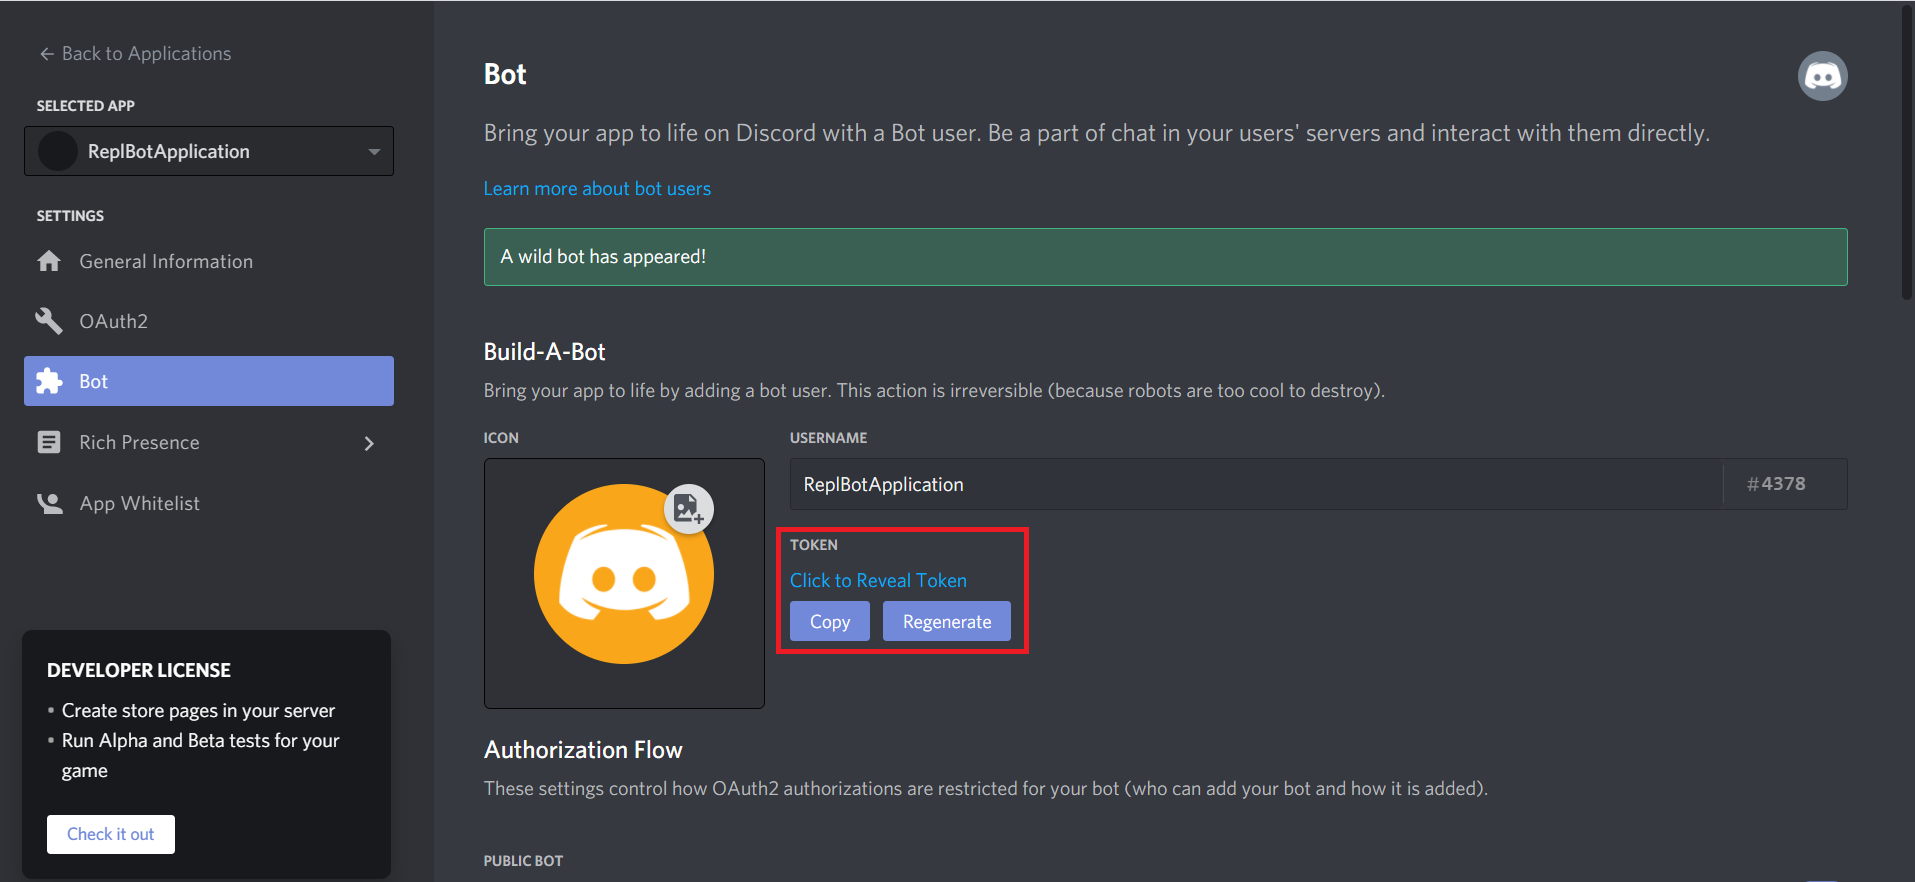 Back to Applications
SELECTED APP
ReplBotApplication
SETTINGS
General Information
OAuth2
Bot
Rich Presence
App Whitelist
DEVELOPER LICENSE
• Create store pages in your server
• Run Alpha and Beta tests for your
game
Check it out
Bot
Bring your app to life on Discord with a Bot user. Be a part of chat in your users' servers and interact with them directly.
Learn more about bot users
A wild bot has appeared!
Build-A-Bot
Bring your app to life by adding a bot user. This action is irreversible (because robots are too cool to destroy).
ICON
USERNAME
ReplBotApplication #4378
TOKEN
Click to Reveal Token
Copy Regenerate
Authorization Flow
These settings control how OAuth2 authorizations are restricted for your bot (who can add your bot and how it is added).
PUBLIC BOT